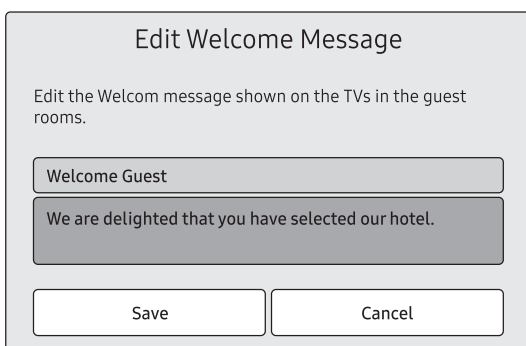 Edit Welcome Message
Edit the Welcom message shown on the TVs in the guest
rooms.
Welcome Guest
We are delighted that you have selected our hotel.
Save
Cancel